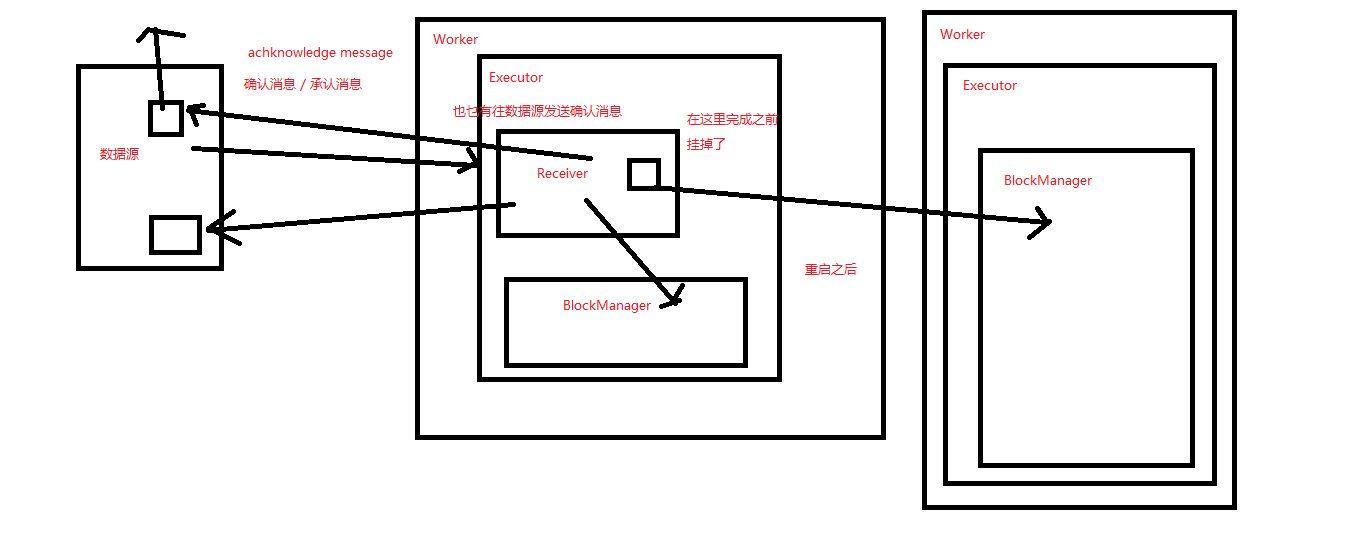 achknowledge message
确认消息 / 承认消息
数据源
Worker
Executor
也也有往数据源发送确认消息
在这里完成之前
挂掉了
Receiver
BlockManager
重启之后
Worker
Executor
BlockManager